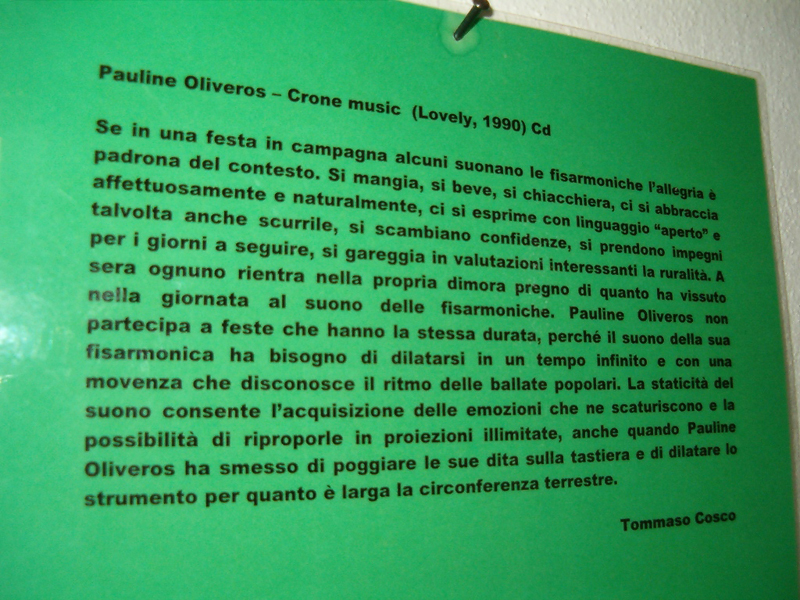 Pauline Oliveros – Crone music (Lovely, 1990) Cd
Se in una festa in campagna alcuni suonano le fisarmoniche l'allegria è
padrona del contesto. Si mangia, si beve, si chiacchiera, ci si abbraccia
affettuosamente e naturalmente, ci si esprime con linguaggio "aperto" e
talvolta anche scurrile, si scambiano confidenze, si prendono impegni
per i giorni a seguire, si gareggia in valutazioni interessanti la ruralità. A
sera ognuno rientra nella propria dimora pregno di quanto ha vissuto
nella giornata al suono delle fisarmoniche. Pauline Oliveros non
partecipa a feste che hanno la stessa durata, perché il suono della sua
fisarmonica ha bisogno di dilatarsi in un tempo infinito e con una
movenza che disconosce il ritmo delle ballate popolari. La staticità del
suono consente l'acquisizione delle emozioni che ne scaturiscono e la
possibilità di riproporle in proiezioni illimitate, anche quando Pauline
Oliveros ha smesso di poggiare le sue dita sulla tastiera e di dilatare lo
strumento per quanto è larga la circonferenza terrestre.
Tommaso Cosco